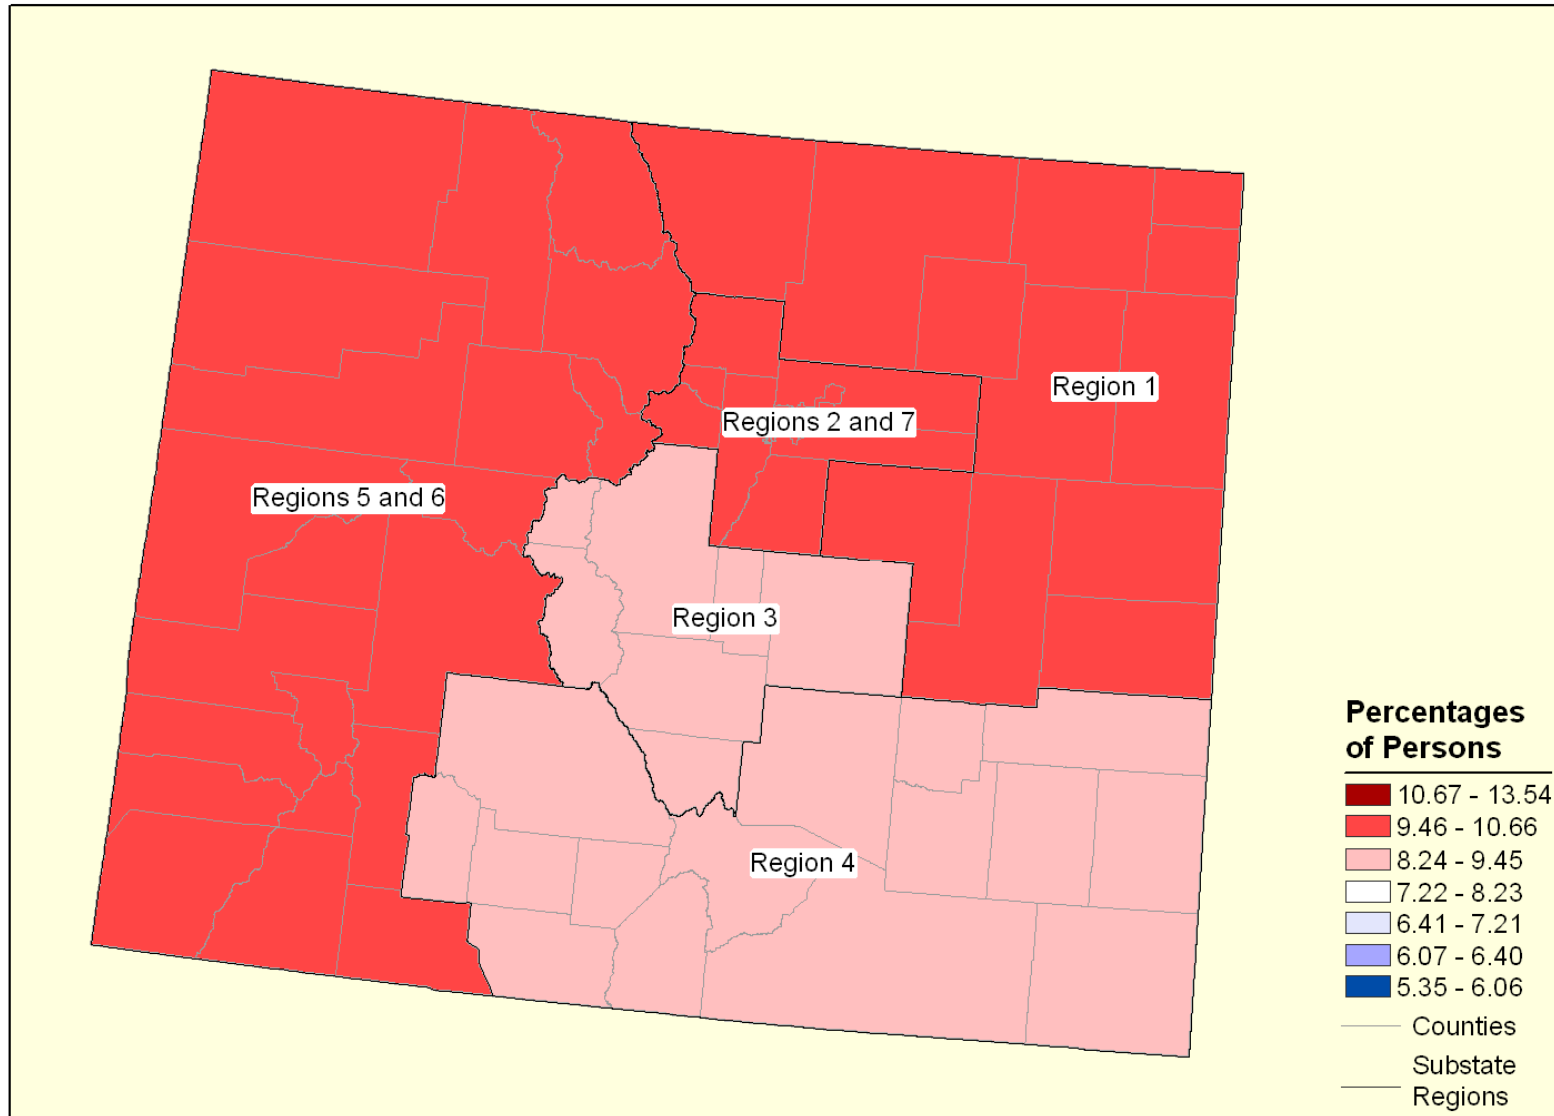 Region 1
Regions 2 and 7
Regions 5 and 6
Region 3
Region 4
Percentages
of Persons
10.67 - 13.54
9.46 - 10.66
8.24 - 9.45
7.22 - 8.23
6.41 - 7.21
6.07 - 6.40
5.35 - 6.06
Counties
Substate
Regions